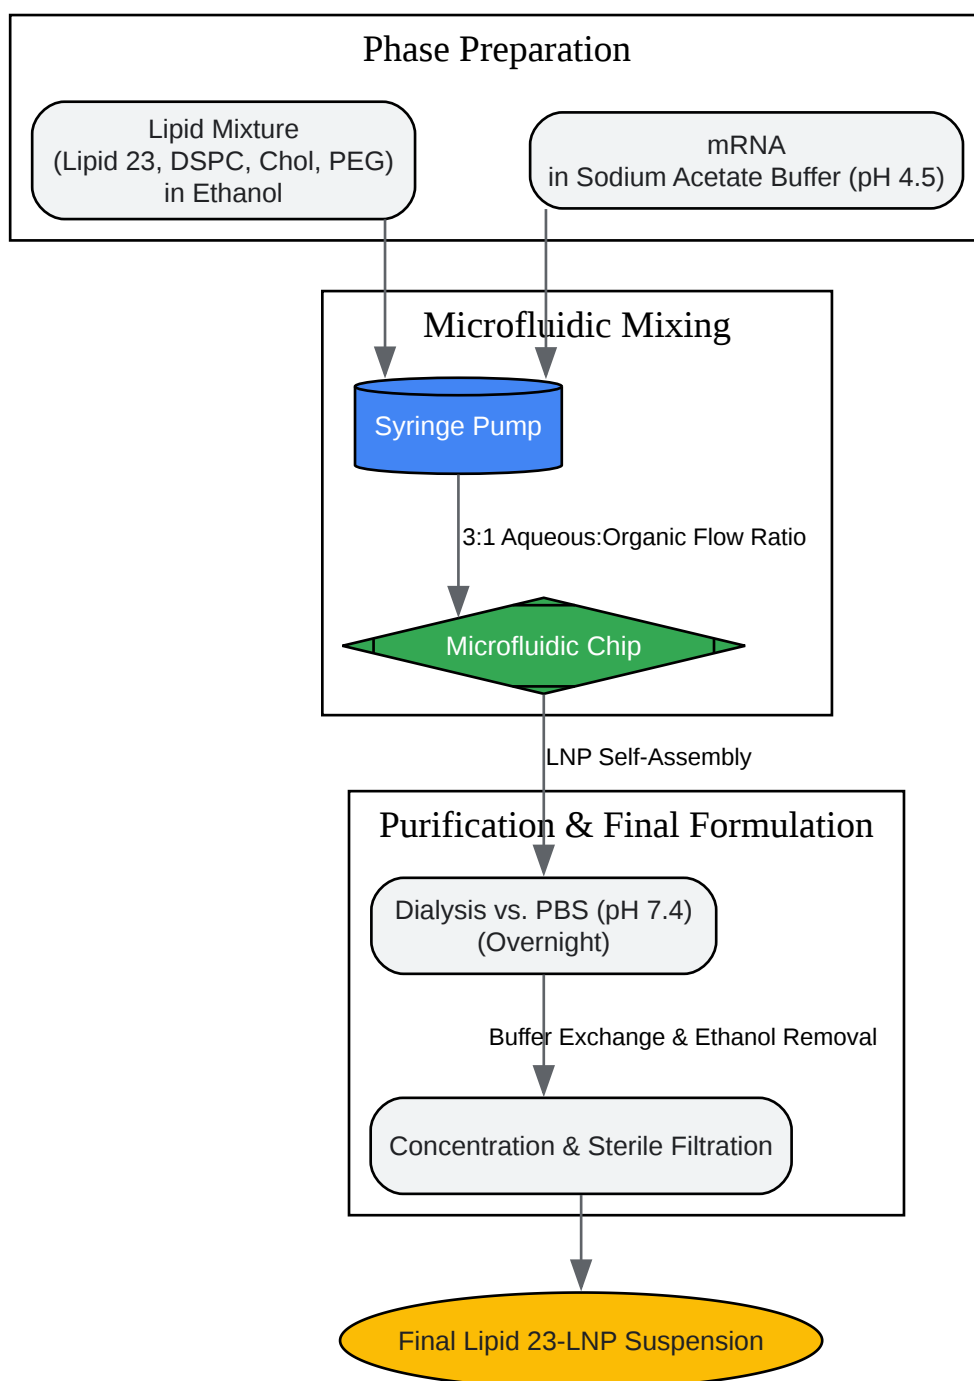 Phase Preparation
Lipid Mixture
(Lipid 23, DSPC, Chol, PEG)
in Ethanol
mRNA
in Sodium Acetate Buffer (pH 4.5)
Microfluidic Mixing
Syringe Pump
3:1 Aqueous:Organic Flow Ratio
Microfluidic Chip
LNP Self-Assembly
Purification & Final Formulation
Dialysis vs. PBS (pH 7.4)
(Overnight)
Buffer Exchange & Ethanol Removal
Concentration & Sterile Filtration
Final Lipid 23-LNP Suspension